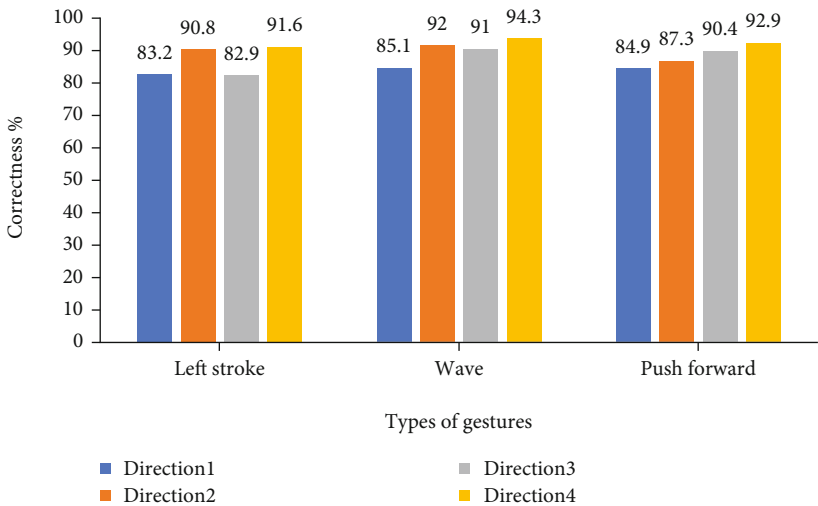 Correctness %
100
90
80
70
60
50
40
30
20
10
0
83.2
90.8
82.9
91.6
85.1
92
91
94.3
84.9
87.3
90.4
92.9
Left stroke
Wave
Push forward
Types of gestures
Direction1
Direction2
Direction3
Direction4